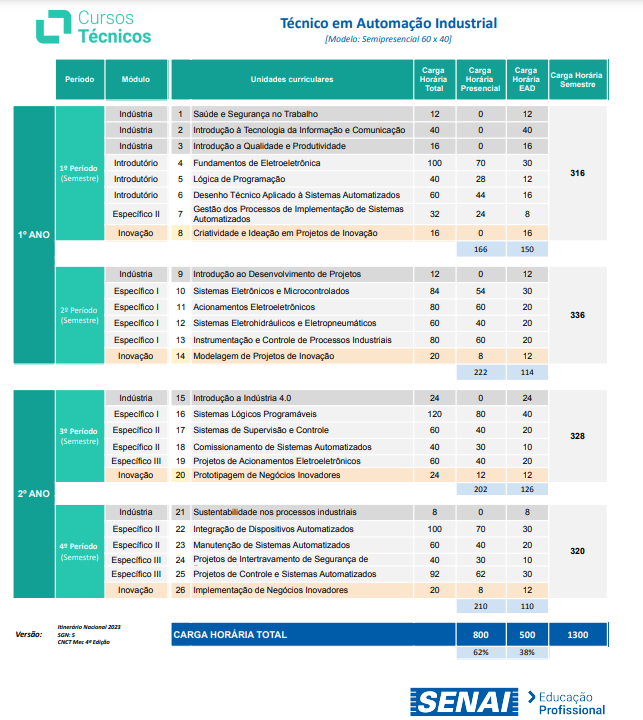 Cursos
Técnicos
Técnico em Automação Industrial
[Modelo: Semipresencial 60 x 40]
Período Módulo Unidades curriculares Carga Horária Total Carga Horária Presencial Carga Horária EAD Carga Horária Semestre
1º ANO
1º Período
(Semestre)
Indústria 1 Saúde e Segurança no Trabalho 12 0 12
Indústria 2 Introdução à Tecnologia da Informação e Comunicação 40 0 40
Indústria 3 Introdução a Qualidade e Produtividade 16 0 16
Introdutório 4 Fundamentos de Eletroeletrônica 100 70 30
Introdutório 5 Lógica de Programação 40 28 12
Introdutório 6 Desenho Técnico Aplicado à Sistemas Automatizados 60 44 16
Específico II 7 Gestão dos Processos de Implementação de Sistemas
Automatizados 32 24 8
Inovação 8 Criatividade e Ideação em Projetos de Inovação 16 0 16
316
166 150
2º Período
(Semestre)
Indústria 9 Introdução ao Desenvolvimento de Projetos 12 0 12
Específico I 10 Sistemas Eletrônicos e Microcontrolados 84 54 30
Específico I 11 Acionamentos Eletroeletrônicos 80 60 20
Específico I 12 Sistemas Eletrohidráulicos e Eletropneumáticos 60 40 20
Específico I 13 Instrumentação e Controle de Processos Industriais 80 60 20
Inovação 14 Modelagem de Projetos de Inovação 20 8 12
336
222 114
2º ANO
3º Período
(Semestre)
Indústria 15 Introdução a Indústria 4.0 24 0 24
Específico I 16 Sistemas Lógicos Programáveis 120 80 40
Específico II 17 Sistemas de Supervisão e Controle 60 40 20
Específico II 18 Comissionamento de Sistemas Automatizados 40 30 10
Específico III 19 Projetos de Acionamentos Eletroeletrônicos 60 40 20
Inovação 20 Prototipagem de Negócios Inovadores 24 12 12
328
202 126
4º Período
(Semestre)
Indústria 21 Sustentabilidade nos processos industriais 8 0 8
Específico II 22 Integração de Dispositivos Automatizados 100 70 30
Específico II 23 Manutenção de Sistemas Automatizados 60 40 20
Específico III 24 Projetos de Intertravamento de Segurança de 40 30 10
Específico III 25 Projetos de Controle e Sistemas Automatizados 92 62 30
Inovação 26 Implementação de Negócios Inovadores 20 8 12
320
210 110
Versão:
Itinerário Nacional 2023
SGN: 5
CNCT Mec 4ª Edição
CARGA HORÁRIA TOTAL 800 500 1300
62% 38%
SENAI
Educação
Profissional